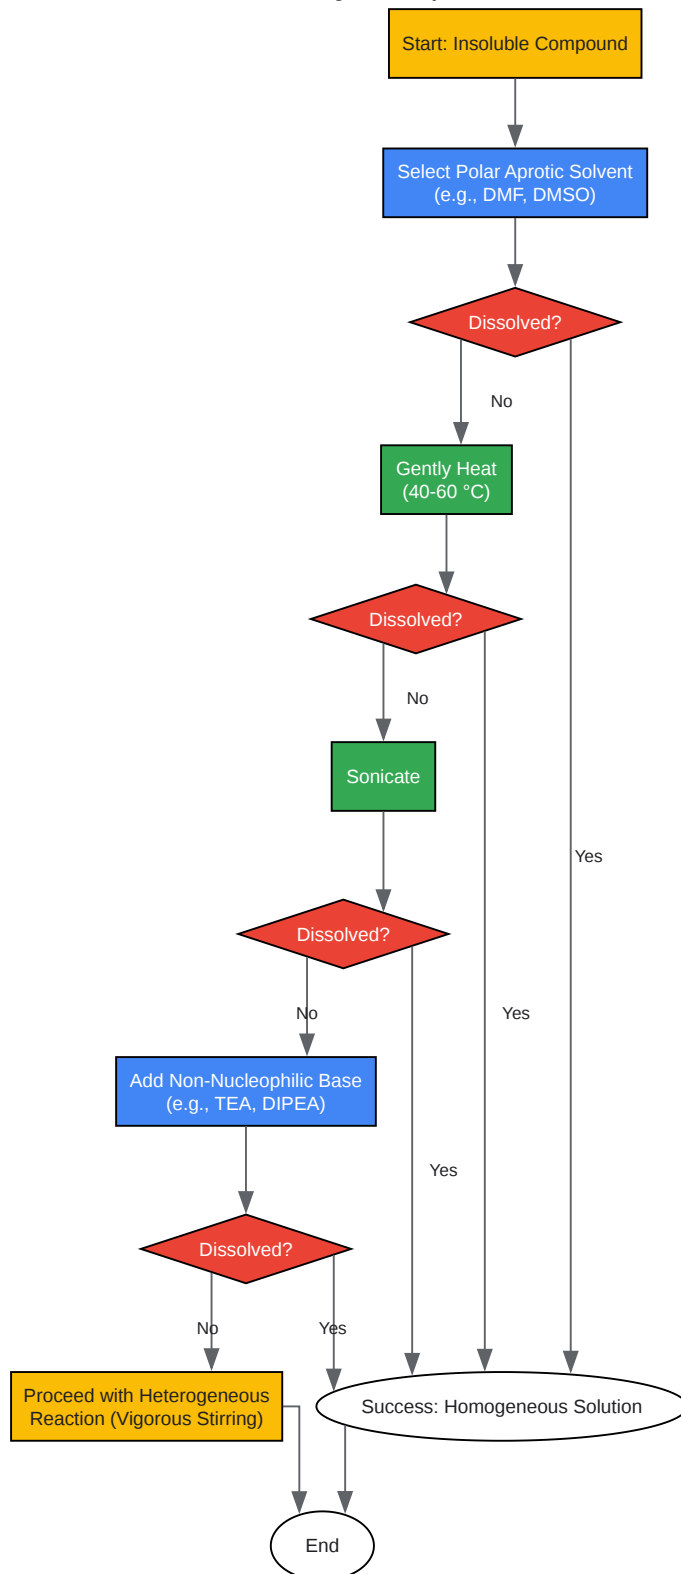 Start: Insoluble Compound
Select Polar Aprotic Solvent
(e.g., DMF, DMSO)
Dissolved?
No
Gently Heat
(40-60 °C)
Dissolved?
No
Sonicate
Yes
Dissolved?
No
Yes
Add Non-Nucleophilic Base
(e.g., TEA, DIPEA)
Yes
Dissolved?
No
Yes
Proceed with Heterogeneous
Reaction (Vigorous Stirring)
Success: Homogeneous Solution
End